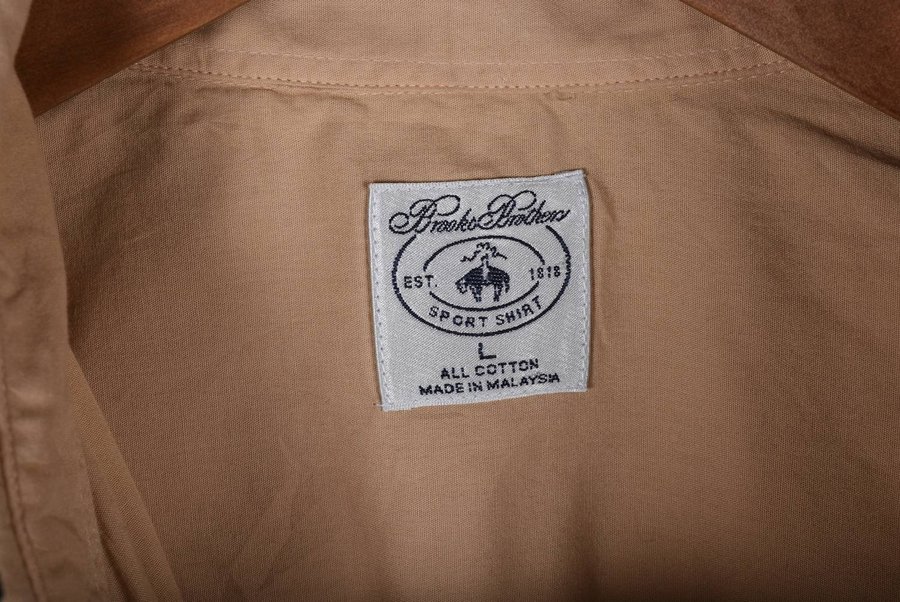 Brooks Brothers
EST. 1818
SPORT SHIRT
L
ALL COTTON
MADE IN MALAYSIA